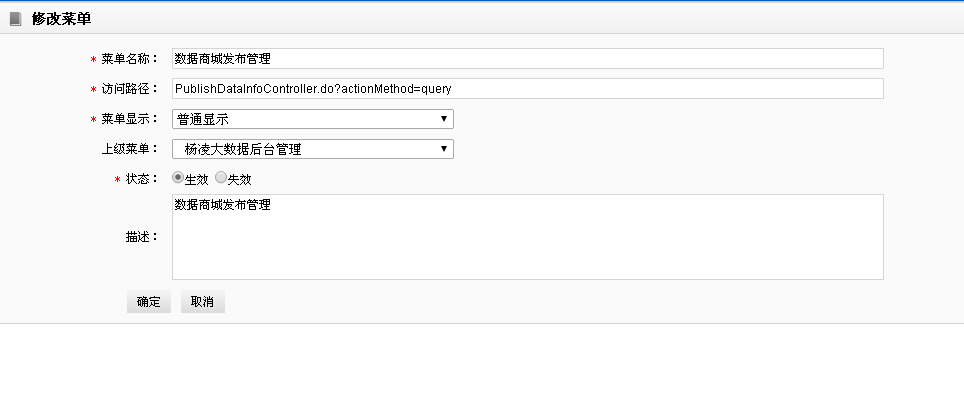 修改菜单
* 菜单名称： 数据商城发布管理
* 访问路径： PublishDataInfoController.do?actionMethod=query
* 菜单显示： 普通显示
上级菜单： 杨凌大数据后台管理
* 状态： 生效 失效
数据商城发布管理
描述：
确定 取消